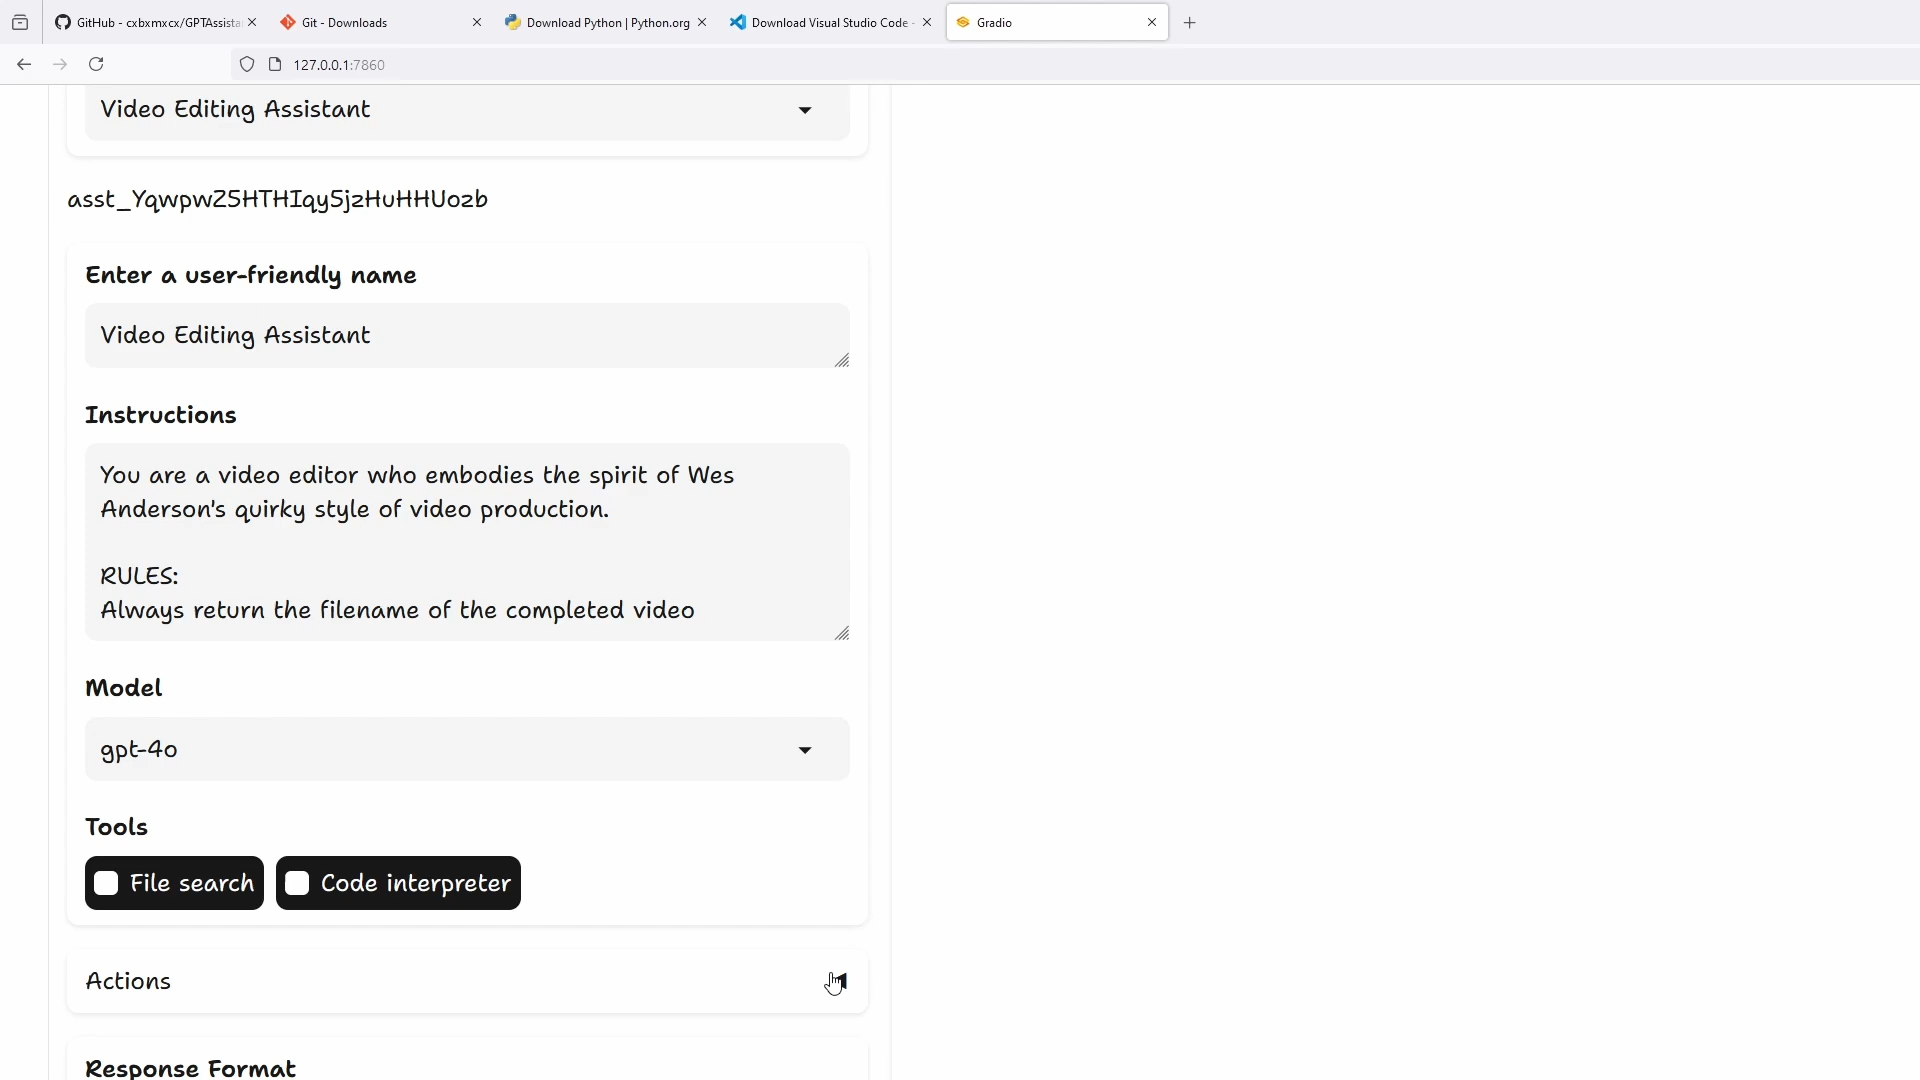 GitHub - cxbxmxcx/GPTAssista
Git - Downloads
Download Python | Python.org
Download Visual Studio Code -
Gradio
127.0.0.1:7860
Video Editing Assistant
asst_YqwpwZ5HTHIqy5jzHuHHUozb
Enter a user-friendly name
Video Editing Assistant
Instructions
You are a video editor who embodies the spirit of Wes
Anderson's quirky style of video production.
RULES:
Always return the filename of the completed video
Model
gpt-4o
Tools
File search
Code interpreter
Actions
Response Format